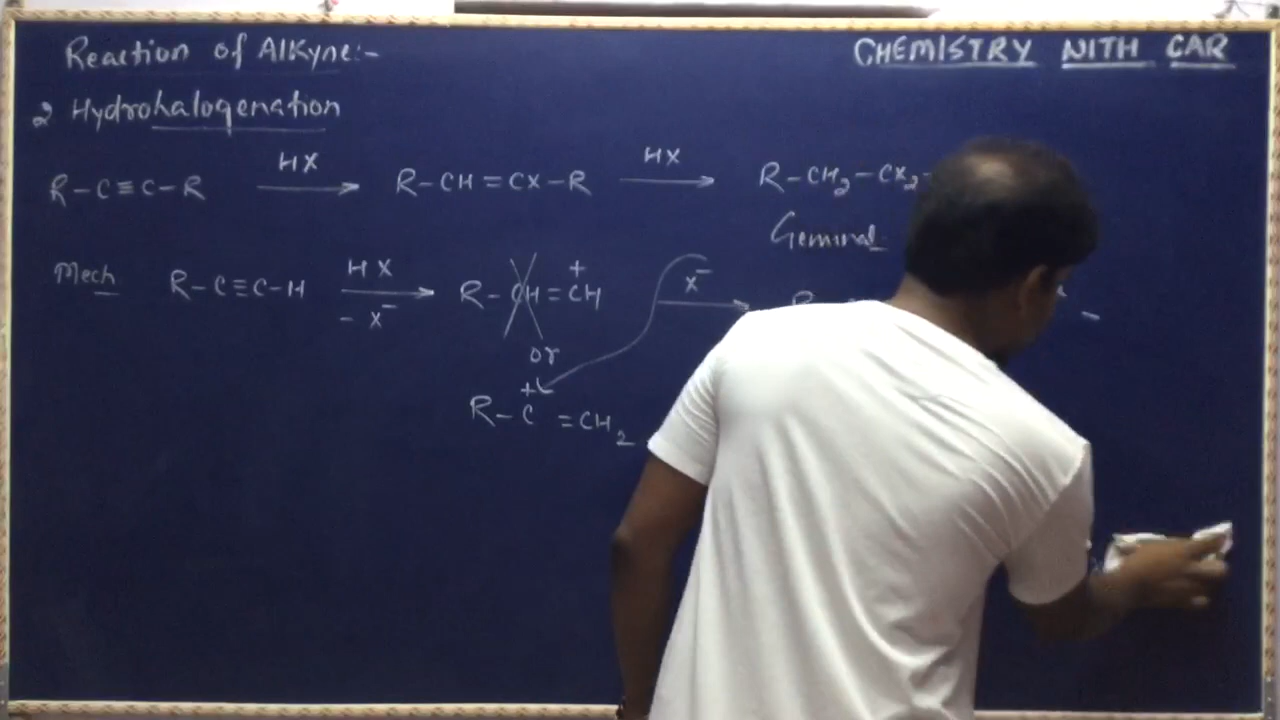 Reaction of Alkyne:-
CHEMISTRY WITH CAR
2 Hydrohalogenation
R-C≡C-R HX R-CH=CX-R HX R-CH2-CX2-
Geminal
Mech R-C≡C-H HX -X⁻ R-CH=C⁺H X⁻ R
or
R-C⁺=CH2